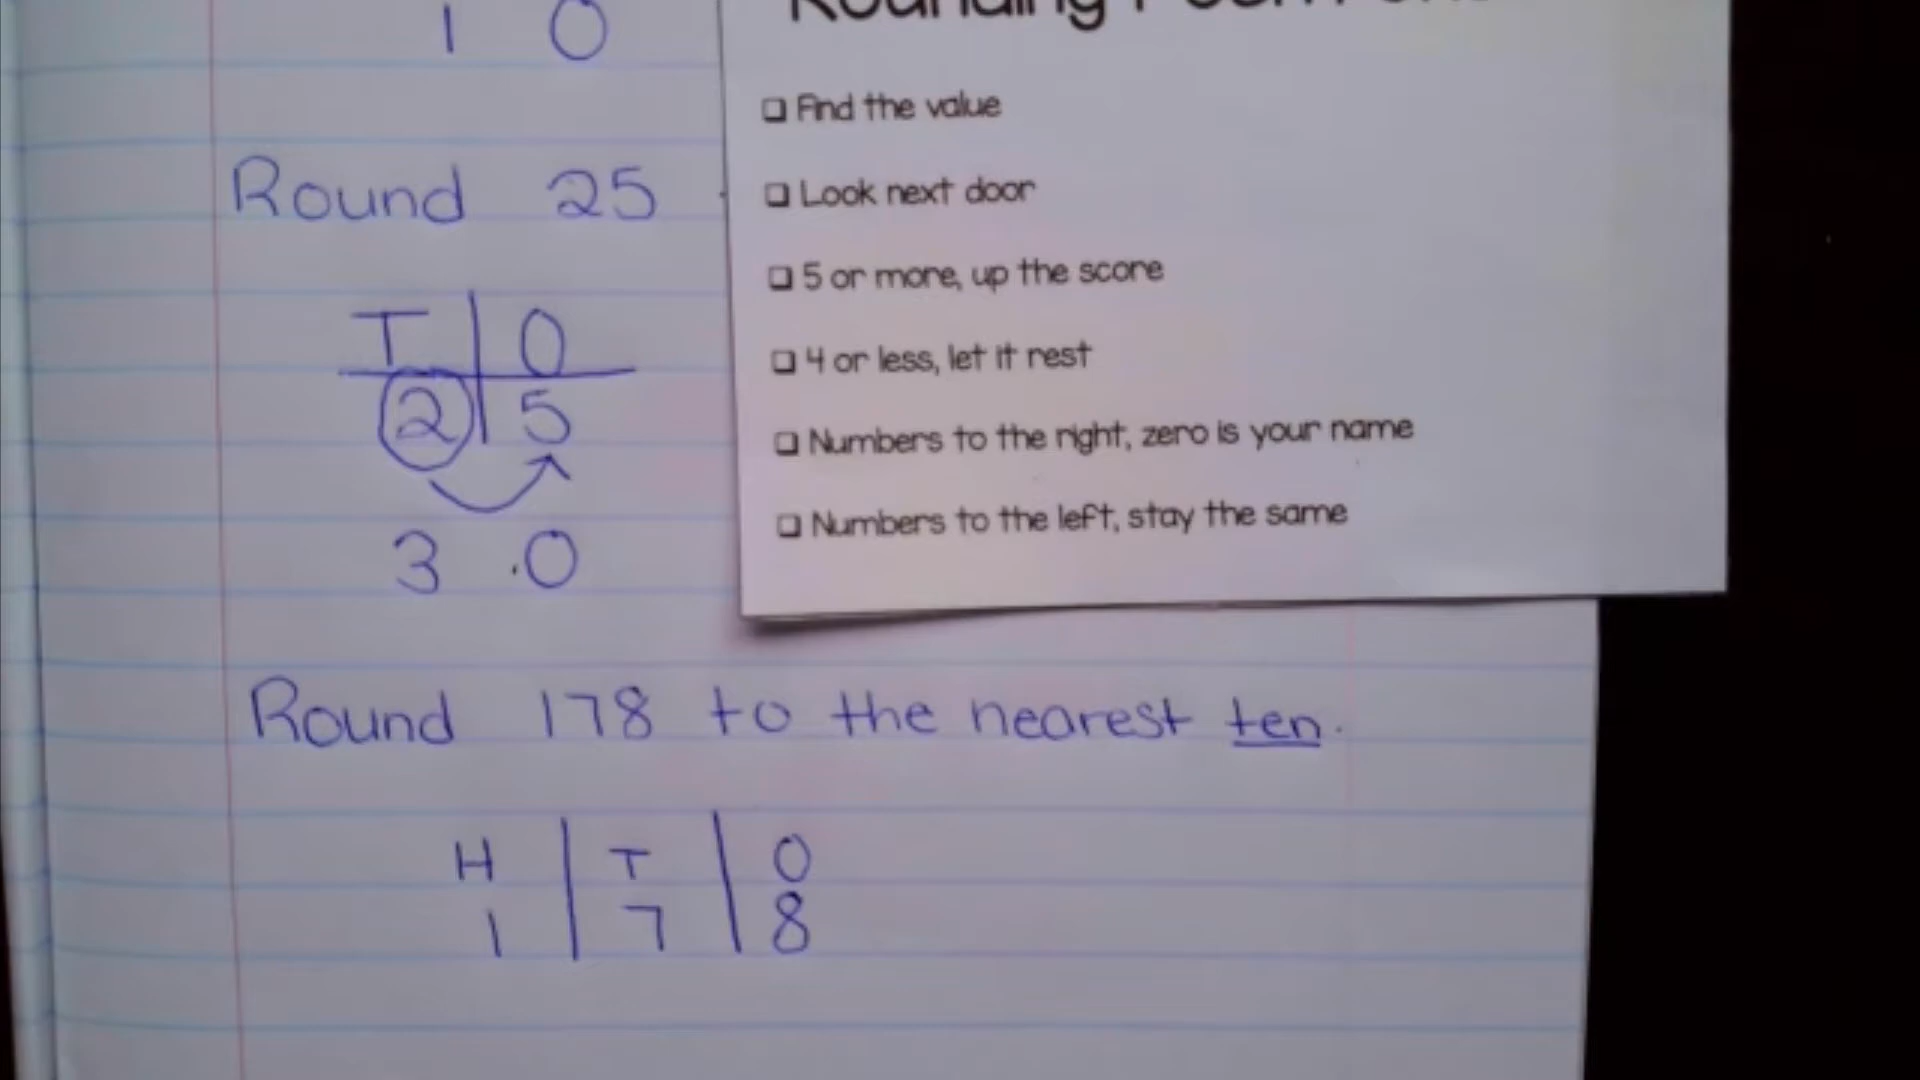 1 0
Rounding Poem
☐ Find the value
☐ Look next door
☐ 5 or more, up the score
☐ 4 or less, let it rest
☐ Numbers to the right, zero is your name
☐ Numbers to the left, stay the same
Round 25
T O
2 5
3 0
Round 178 to the nearest ten.
H T O
1 7 8